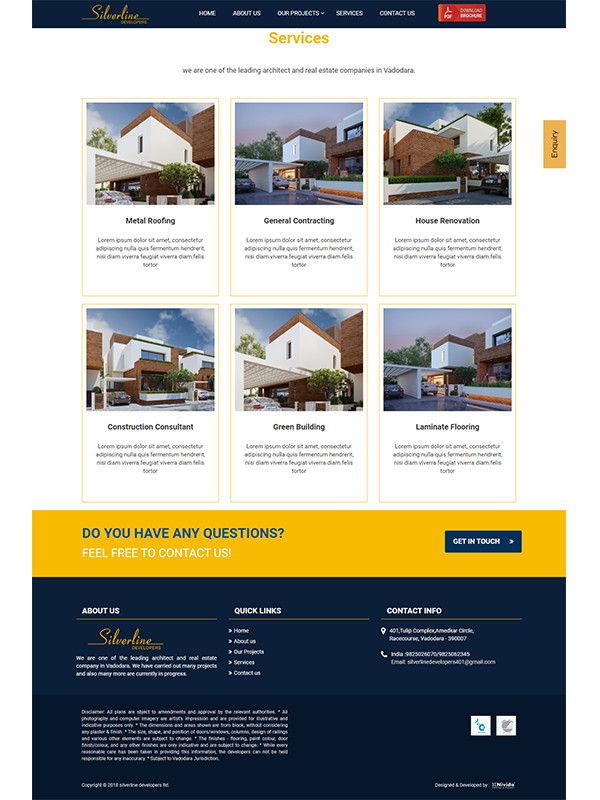 Silverline
DEVELOPERS
HOME
ABOUT US
OUR PROJECTS
SERVICES
CONTACT US
PDF
DOWNLOAD
BROCHURE
Services
we are one of the leading architect and real estate companies in Vadodara.
Enquiry
Metal Roofing
Lorem ipsum dolor sit amet, consectetur
adipiscing nulla quis fermentum hendrerit,
nisi diam viverra feugiat viverra diam.felis
tortor
General Contracting
Lorem ipsum dolor sit amet, consectetur
adipiscing nulla quis fermentum hendrerit,
nisi diam viverra feugiat viverra diam.felis
tortor
House Renovation
Lorem ipsum dolor sit amet, consectetur
adipiscing nulla quis fermentum hendrerit,
nisi diam viverra feugiat viverra diam.felis
tortor
Construction Consultant
Lorem ipsum dolor sit amet, consectetur
adipiscing nulla quis fermentum hendrerit,
nisi diam viverra feugiat viverra diam.felis
tortor
Green Building
Lorem ipsum dolor sit amet, consectetur
adipiscing nulla quis fermentum hendrerit,
nisi diam viverra feugiat viverra diam.felis
tortor
Laminate Flooring
Lorem ipsum dolor sit amet, consectetur
adipiscing nulla quis fermentum hendrerit,
nisi diam viverra feugiat viverra diam.felis
tortor
DO YOU HAVE ANY QUESTIONS?
FEEL FREE TO CONTACT US!
GET IN TOUCH »
ABOUT US
Silverline
DEVELOPERS
We are one of the leading architect and real estate
company in Vadodara. We have carried out many projects
and also many more are currently in progress.
QUICK LINKS
» Home
» About us
» Our Projects
» Services
» Contact us
CONTACT INFO
401,Tulip Complex,Amedkar Circle,
Racecourse, Vadodara - 390007
India :9825026070/9825062345
Email: silverlinedevelopers401@gmail.com
Disclaimer: All plans are sbject to amendments and approval by the relevant authorities. * All
photography and computer imagery are artist's impression and are provided for illustrative and
indicative purposes only. * The dimensions and areas shown are from block, without considering
any plaster & finish. * The size, shape, and position of doors/windows, columns, design of railings
and various other elements are subject to change. * The finishes - flooring, paint colour, door
finish/colour, and any other finishes are only indicative and are subject to change. * While every
reasonable care has been taken in providing this information, the developers can not be held
responsible for any inaccuracy. * Subject to Vadodara Jurisdiction.
Copyright © 2018 silverline developers ltd.
Designed & Developed by : Nivida